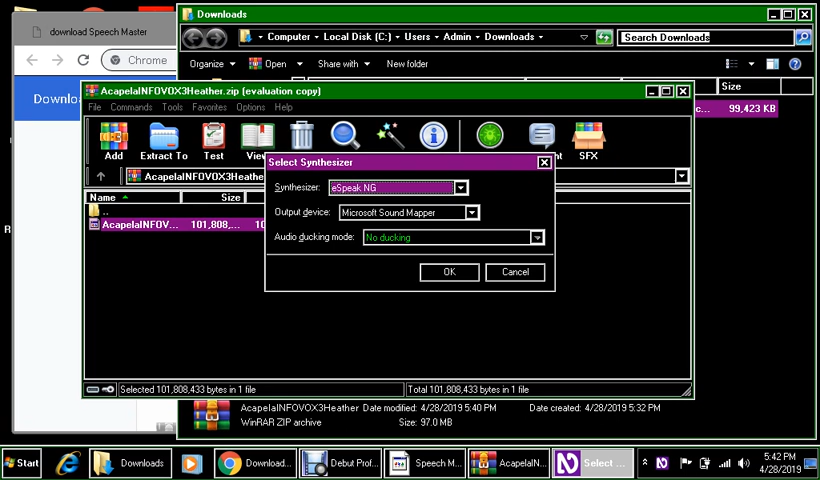 download Speech Master
Chrome
Downloads
Computer Local Disk (C:) Users Admin Downloads
Search Downloads
Organize Open Share with New folder
Size
99,423 KB
AcapelaINFOVOX3Heather.zip (evaluation copy)
File Commands Tools Favorites Options Help
Add Extract To Test SFX
AcapelaINFOVOX3Heather
Name Size
..
AcapelaINFOV... 101,808,...
Select Synthesizer
Synthesizer: eSpeak NG
Output device: Microsoft Sound Mapper
Audio ducking mode: No ducking
OK Cancel
Selected 101,808,433 bytes in 1 file Total 101,808,433 bytes in 1 file
AcapelaINFOVOX3Heather Date modified: 4/28/2019 5:40 PM Date created: 4/28/2019 5:32 PM
WinRAR ZIP archive Size: 97.0 MB
Start Downloads Download... Debut Prof... Speech M... AcapelaIN... Select ...
5:42 PM
4/28/2019